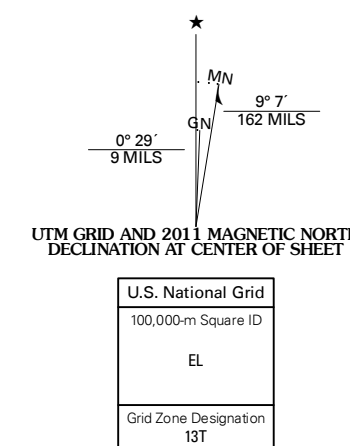 ★
MN
GN
9° 7´
162 MILS
0° 29´
9 MILS
UTM GRID AND 2011 MAGNETIC NORT
DECLINATION AT CENTER OF SHEET
U.S. National Grid
100,000-m Square ID
EL
Grid Zone Designation
13T